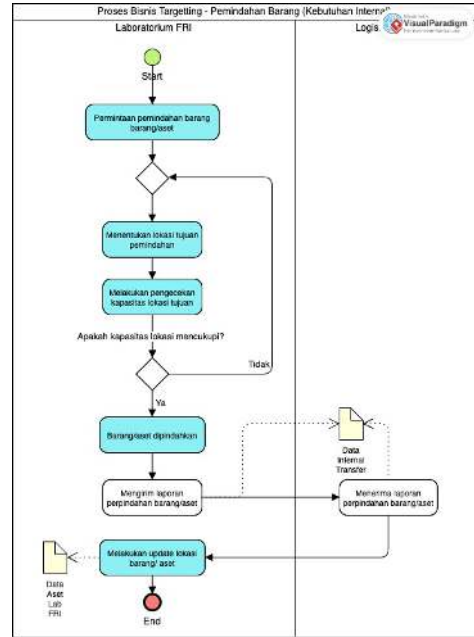 Proses Bisnis Targetting - Pemindahan Barang (Kebutuhan Internal)
Laboratorium FRI
Logis
VisualParadigm
Start
Permintaan pemindahan barang
barang/aset
Menentukan lokasi tujuan
pemindahan
Melakukan pengecekan
kapasitas lokasi tujuan
Apakah kapasitas lokasi mencukupi?
Tidak
Ya
Barang/aset dipindahkan
Data
Internal
Transfer
Mengirim laporan
perpindahan barang/aset
Menerima laporan
perpindahan barang/aset
Melakukan update lokasi
barang/ aset
Data
Aset
Lab
FRI
End